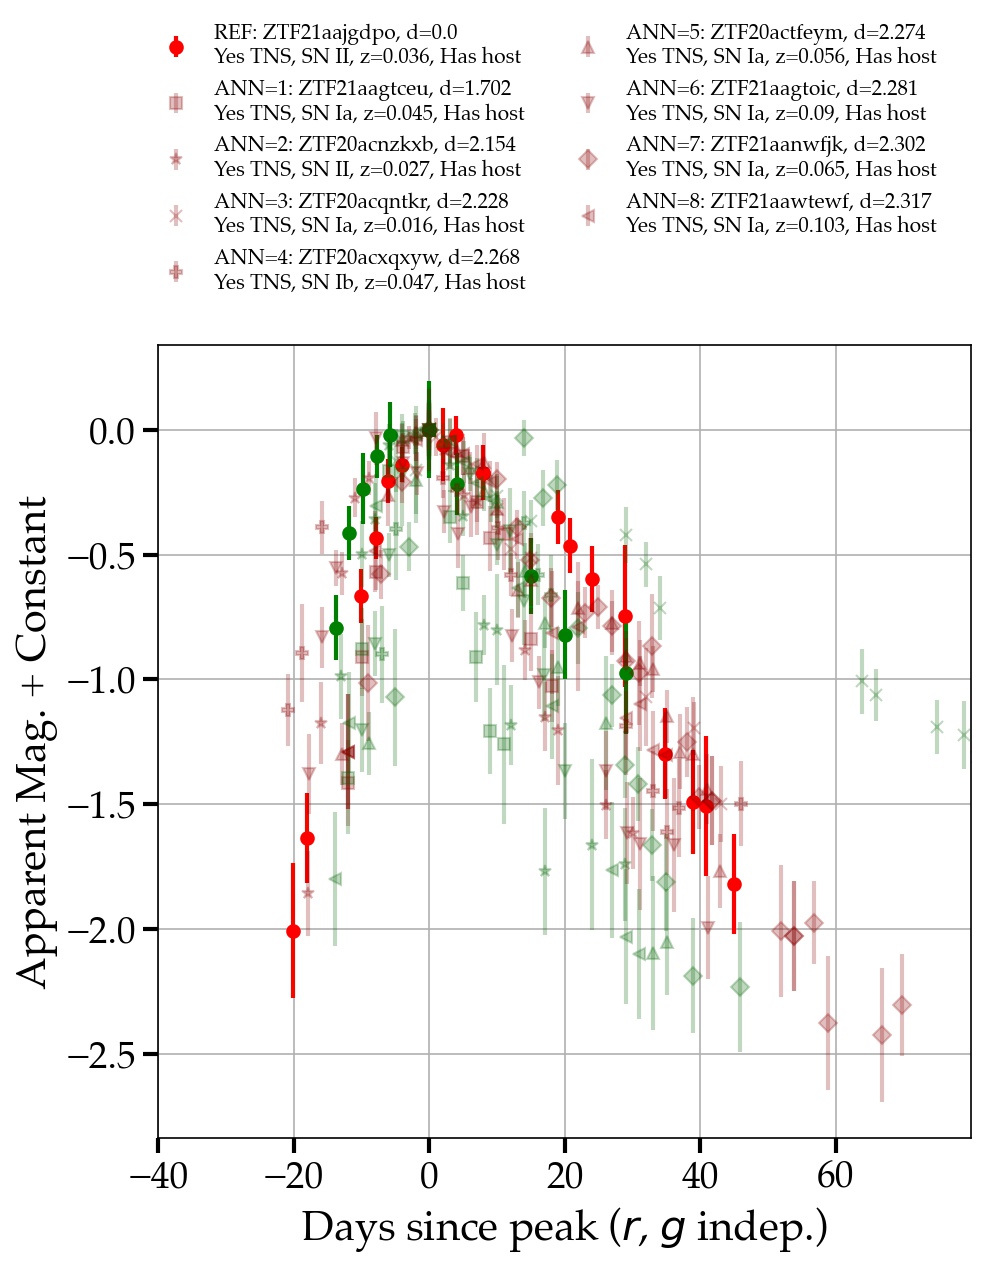 REF: ZTF21aajgdpo, d=0.0
Yes TNS, SN II, z=0.036, Has host
ANN=1: ZTF21aagtceu, d=1.702
Yes TNS, SN Ia, z=0.045, Has host
ANN=2: ZTF20acnzkxb, d=2.154
Yes TNS, SN II, z=0.027, Has host
ANN=3: ZTF20acqntkr, d=2.228
Yes TNS, SN Ia, z=0.016, Has host
ANN=4: ZTF20acxqxyw, d=2.268
Yes TNS, SN Ib, z=0.047, Has host
ANN=5: ZTF20actfeym, d=2.274
Yes TNS, SN Ia, z=0.056, Has host
ANN=6: ZTF21aagtoic, d=2.281
Yes TNS, SN Ia, z=0.09, Has host
ANN=7: ZTF21aanwfjk, d=2.302
Yes TNS, SN Ia, z=0.065, Has host
ANN=8: ZTF21aawtewf, d=2.317
Yes TNS, SN Ia, z=0.103, Has host
Apparent Mag. + Constant
0.0
−0.5
−1.0
−1.5
−2.0
−2.5
−40 −20 0 20 40 60
Days since peak (r, g indep.)